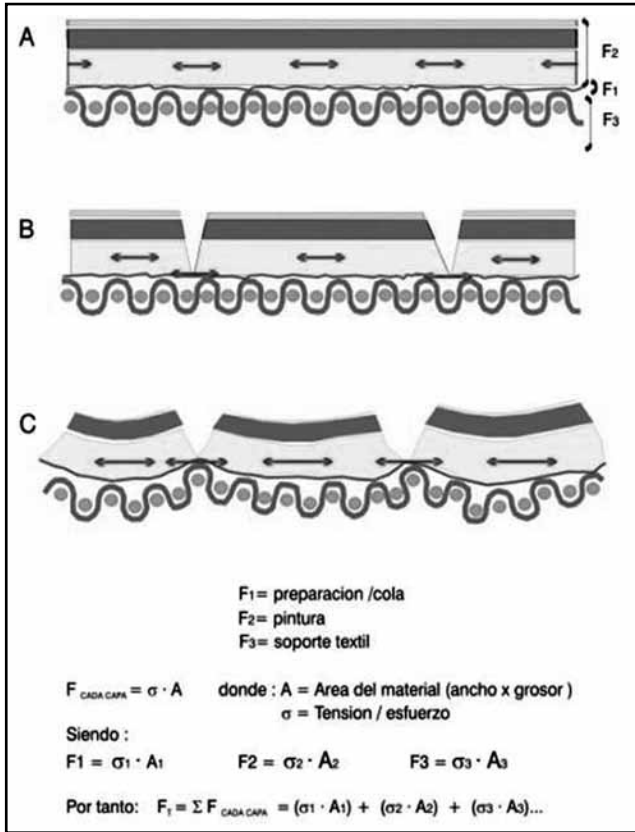 A
F2
F1
F3
B
C
F1= preparacion /cola
F2= pintura
F3= soporte textil
F CADA CAPA = σ · A donde : A = Area del material (ancho x grosor )
σ = Tension / esfuerzo
Siendo :
F1 = σ1 · A1 F2 = σ2 · A2 F3 = σ3 · A3
Por tanto: FT = Σ F CADA CAPA = (σ1 · A1) + (σ2 · A2) + (σ3 · A3)...